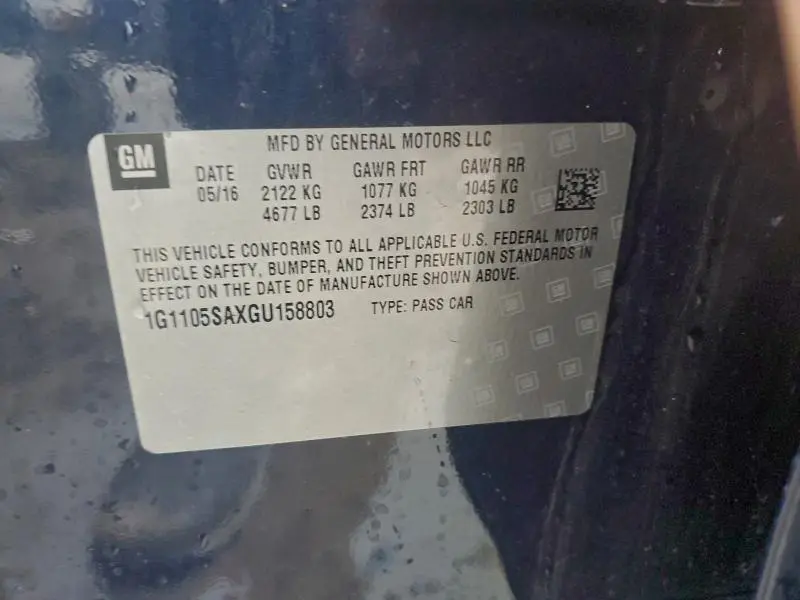 GM
MFD BY GENERAL MOTORS LLC
DATE GVWR GAWR FRT GAWR RR
05/16 2122 KG 1077 KG 1045 KG
4677 LB 2374 LB 2303 LB
THIS VEHICLE CONFORMS TO ALL APPLICABLE U.S. FEDERAL MOTOR
VEHICLE SAFETY, BUMPER, AND THEFT PREVENTION STANDARDS IN
EFFECT ON THE DATE OF MANUFACTURE SHOWN ABOVE.
1G1105SAXGU158803 TYPE: PASS CAR